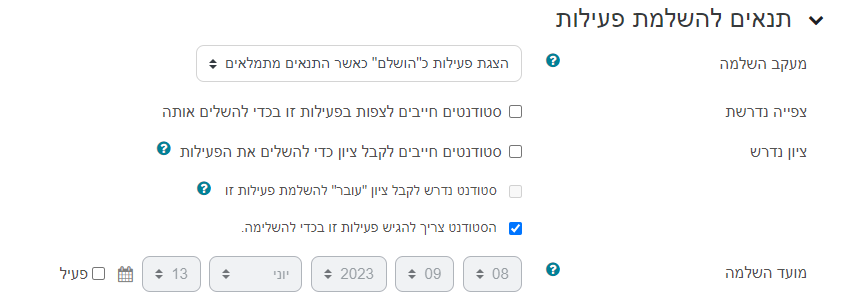 תנאים להשלמת פעילות
מעקב השלמה ? הצגת פעילות כ"הושלם" כאשר התנאים מתמלאים
צפייה נדרשת סטודנטים חייבים לצפות בפעילות זו בכדי להשלים אותה
ציון נדרש סטודנטים חייבים לקבל ציון כדי להשלים את הפעילות ?
סטודנט נדרש לקבל ציון "עובר" להשלמת פעילות זו ?
הסטודנט צריך להגיש פעילות זו בכדי להשלימה.
מועד השלמה ? 08 09 2023 יוני 13 פעיל